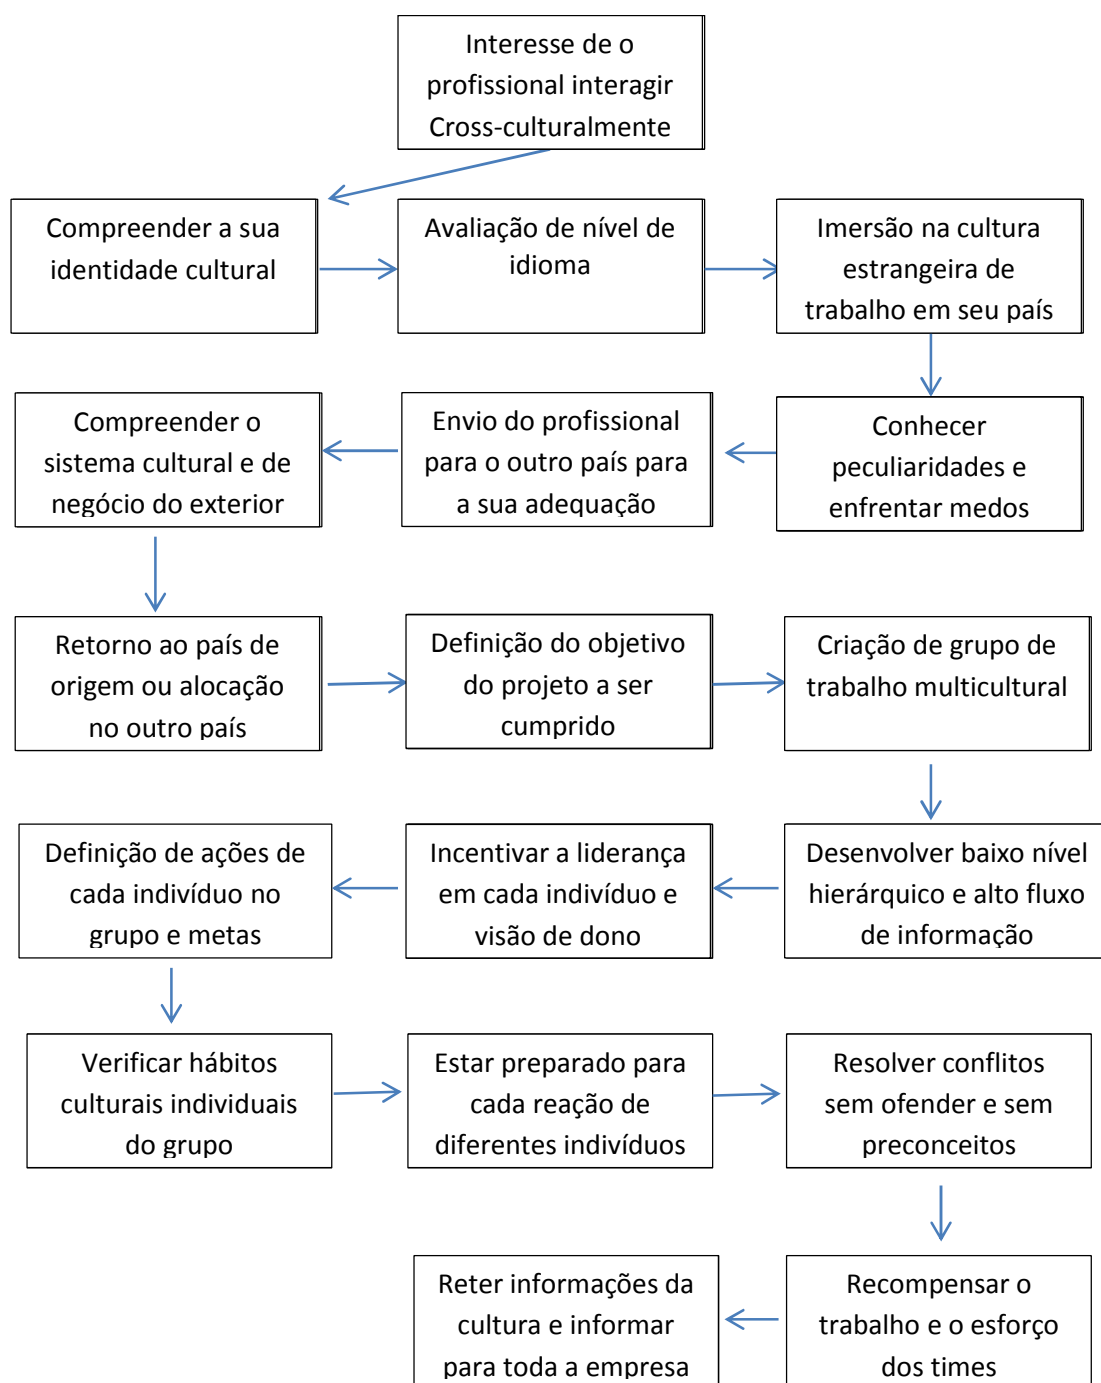 Interesse de o
profissional interagir
Cross-culturalmente
Compreender a sua
identidade cultural
Avaliação de nível de
idioma
Imersão na cultura
estrangeira de
trabalho em seu país
Conhecer
peculiaridades e
enfrentar medos
Envio do profissional
para o outro país para
a sua adequação
Compreender o
sistema cultural e de
negócio do exterior
Retorno ao país de
origem ou alocação
no outro país
Definição do objetivo
do projeto a ser
cumprido
Criação de grupo de
trabalho multicultural
Desenvolver baixo nível
hierárquico e alto fluxo
de informação
Incentivar a liderança
em cada indivíduo e
visão de dono
Definição de ações de
cada indivíduo no
grupo e metas
Verificar hábitos
culturais individuais
do grupo
Estar preparado para
cada reação de
diferentes indivíduos
Resolver conflitos
sem ofender e sem
preconceitos
Recompensar o
trabalho e o esforço
dos times
Reter informações da
cultura e informar
para toda a empresa